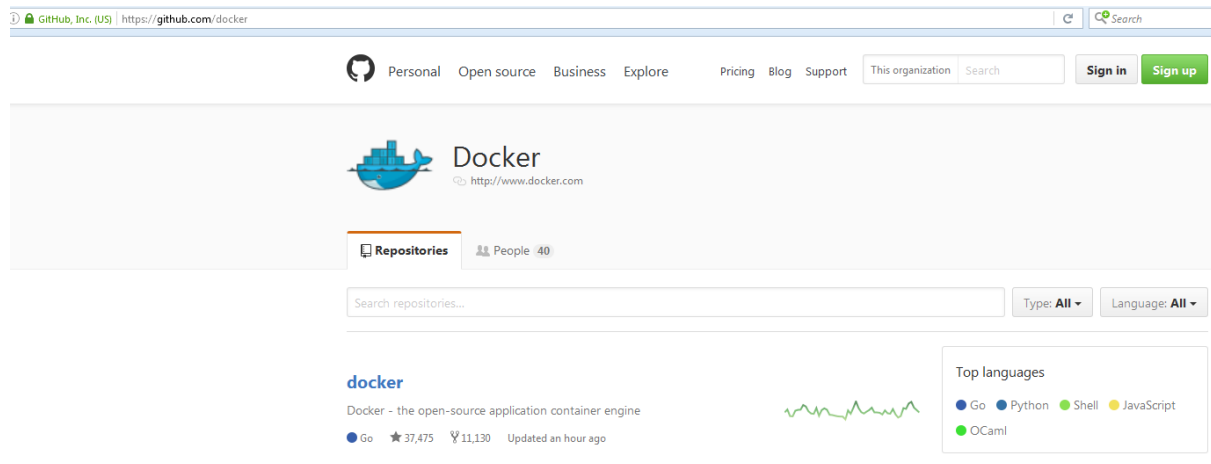 GitHub, Inc. (US) https://github.com/docker Search
Personal Open source Business Explore Pricing Blog Support This organization Search Sign in Sign up
Docker
http://www.docker.com
Repositories People 40
Search repositories... Type: All Language: All
docker
Docker - the open-source application container engine
Go 37,475 11,130 Updated an hour ago
Top languages
Go Python Shell JavaScript
OCaml